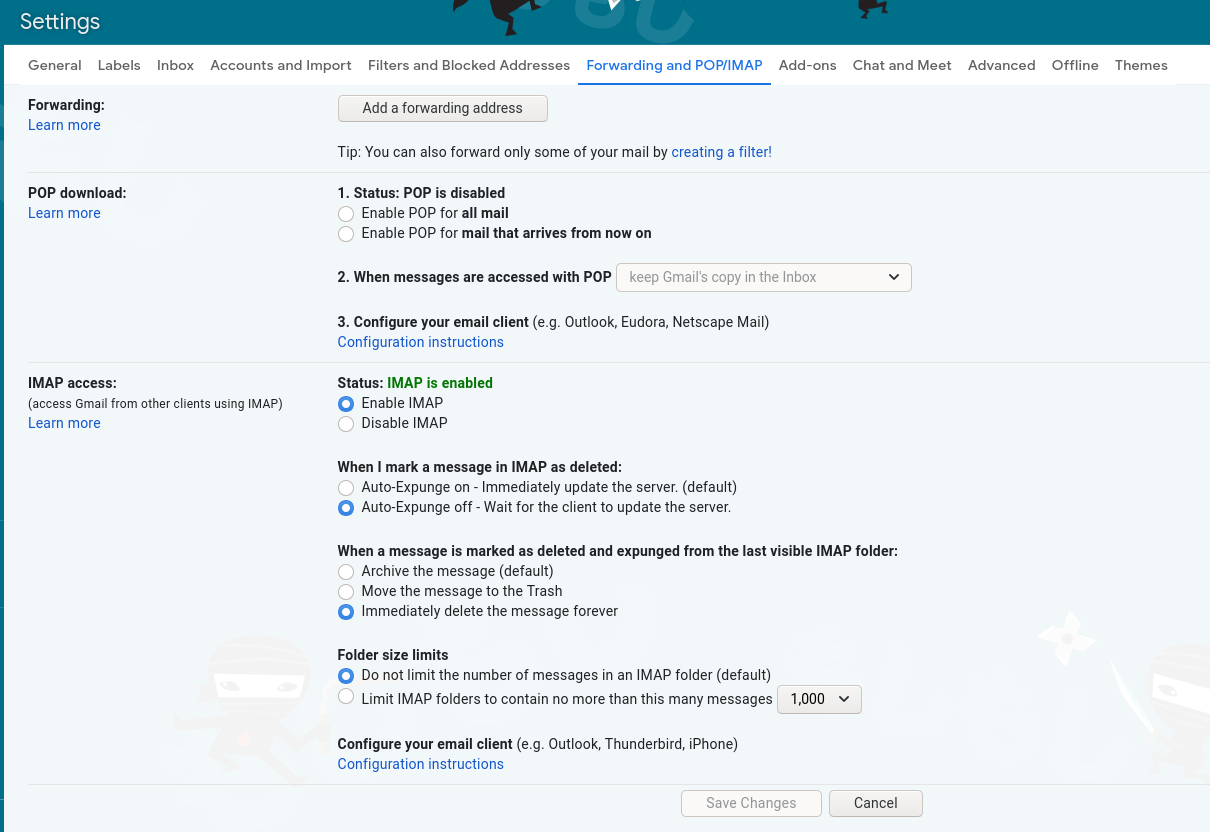 Settings
General Labels Inbox Accounts and Import Filters and Blocked Addresses Forwarding and POP/IMAP Add-ons Chat and Meet Advanced Offline Themes
Forwarding:
Learn more
Add a forwarding address
Tip: You can also forward only some of your mail by creating a filter!
POP download:
Learn more
1. Status: POP is disabled
Enable POP for all mail
Enable POP for mail that arrives from now on
2. When messages are accessed with POP keep Gmail's copy in the Inbox
3. Configure your email client (e.g. Outlook, Eudora, Netscape Mail)
Configuration instructions
IMAP access:
(access Gmail from other clients using IMAP)
Learn more
Status: IMAP is enabled
Enable IMAP
Disable IMAP
When I mark a message in IMAP as deleted:
Auto-Expunge on - Immediately update the server. (default)
Auto-Expunge off - Wait for the client to update the server.
When a message is marked as deleted and expunged from the last visible IMAP folder:
Archive the message (default)
Move the message to the Trash
Immediately delete the message forever
Folder size limits
Do not limit the number of messages in an IMAP folder (default)
Limit IMAP folders to contain no more than this many messages 1,000
Configure your email client (e.g. Outlook, Thunderbird, iPhone)
Configuration instructions
Save Changes Cancel